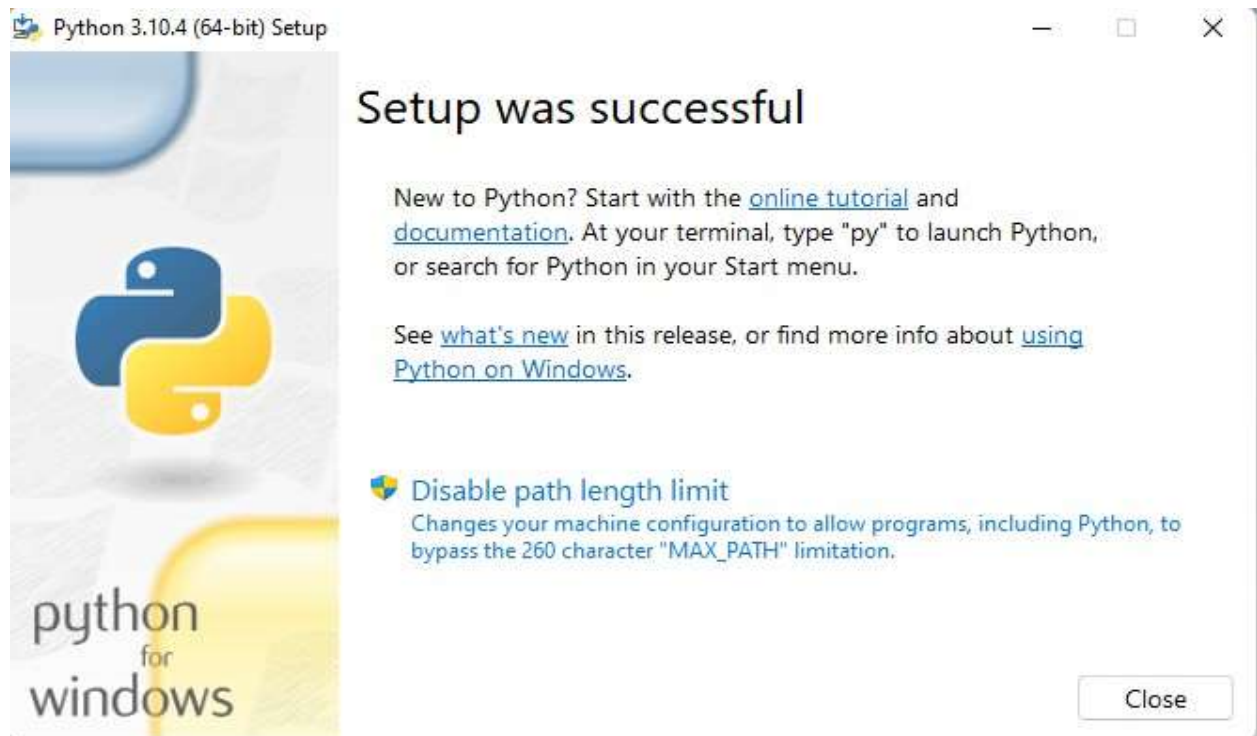 Python 3.10.4 (64-bit) Setup
Setup was successful
New to Python? Start with the online tutorial and
documentation. At your terminal, type "py" to launch Python,
or search for Python in your Start menu.
See what's new in this release, or find more info about using
Python on Windows.
Disable path length limit
Changes your machine configuration to allow programs, including Python, to
bypass the 260 character "MAX_PATH" limitation.
python
for
windows
Close